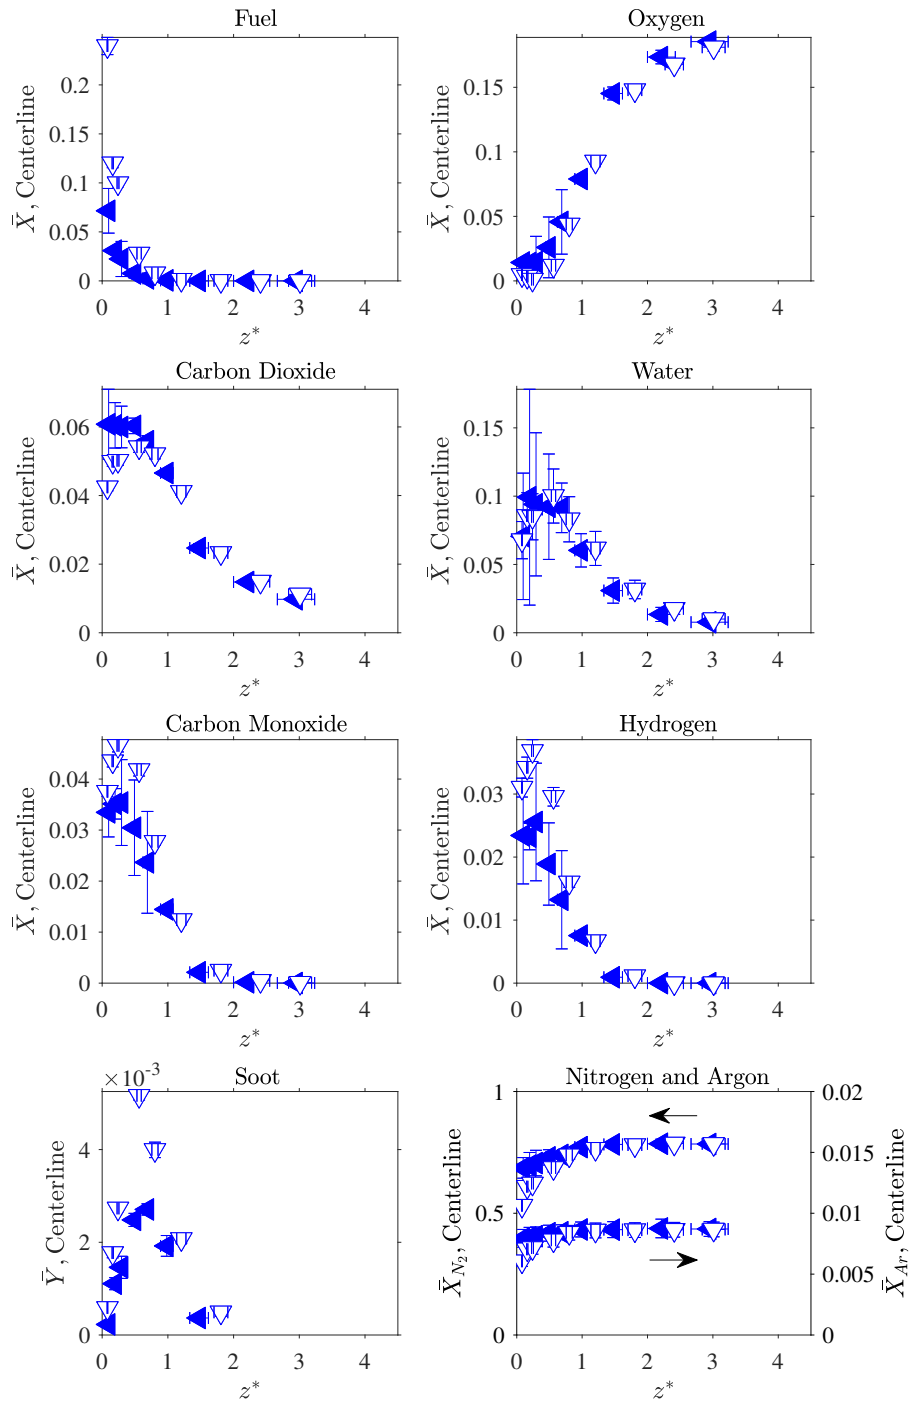 Fuel
Oxygen
X̄, Centerline
0.2
0.15
0.1
0.05
0
0 1 2 3 4
z*
X̄, Centerline
0.15
0.1
0.05
0
0 1 2 3 4
z*
Carbon Dioxide
Water
X̄, Centerline
0.06
0.04
0.02
0
0 1 2 3 4
z*
X̄, Centerline
0.15
0.1
0.05
0
0 1 2 3 4
z*
Carbon Monoxide
Hydrogen
X̄, Centerline
0.04
0.03
0.02
0.01
0
0 1 2 3 4
z*
X̄, Centerline
0.03
0.02
0.01
0
0 1 2 3 4
z*
×10⁻³
Soot
Nitrogen and Argon
Ȳ, Centerline
4
2
0
0 1 2 3 4
z*
X̄_{N₂}, Centerline
1
0.5
0
0 1 2 3 4
z*
0.02
0.015
0.01
0.005
0
X̄_{Ar}, Centerline